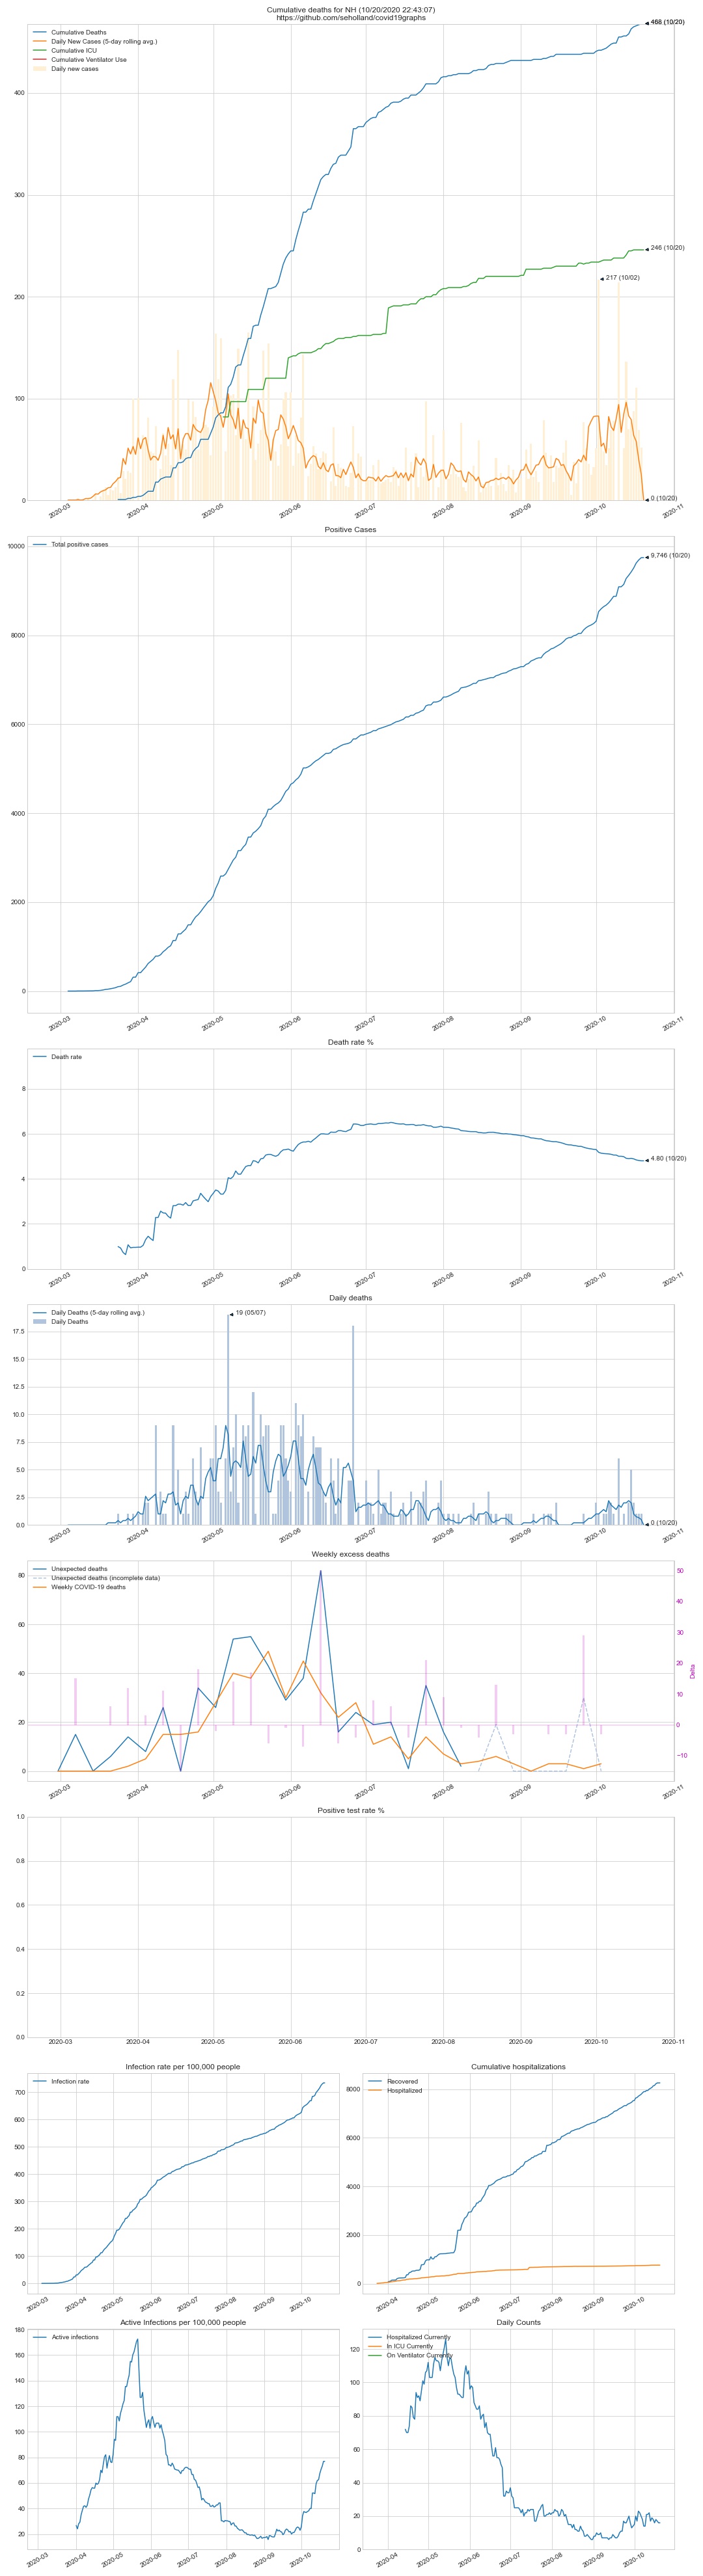 Cumulative deaths for NH (10/20/2020 22:43:07)
https://github.com/seholland/covid19graphs
Cumulative Deaths
Daily New Cases (5-day rolling avg.)
Cumulative ICU
Cumulative Ventilator Use
Daily new cases
468 (10/20)
400
300
246 (10/20)
217 (10/02)
200
100
0
0 (10/20)
2020-03 2020-04 2020-05 2020-06 2020-07 2020-08 2020-09 2020-10 2020-11
Positive Cases
Total positive cases
10000
9,746 (10/20)
8000
6000
4000
2000
0
2020-03 2020-04 2020-05 2020-06 2020-07 2020-08 2020-09 2020-10 2020-11
Death rate %
Death rate
8
6
4.80 (10/20)
4
2
0
2020-03 2020-04 2020-05 2020-06 2020-07 2020-08 2020-09 2020-10 2020-11
Daily deaths
Daily Deaths (5-day rolling avg.)
Daily Deaths
19 (05/07)
17.5
15.0
12.5
10.0
7.5
5.0
2.5
0.0
0 (10/20)
2020-03 2020-04 2020-05 2020-06 2020-07 2020-08 2020-09 2020-10 2020-11
Weekly excess deaths
Unexpected deaths
Unexpected deaths (incomplete data)
Weekly COVID-19 deaths
80
60
40
20
0
50
40
30
20
10
0
−10
Delta
2020-03 2020-04 2020-05 2020-06 2020-07 2020-08 2020-09 2020-10 2020-11
Positive test rate %
1.0
0.8
0.6
0.4
0.2
0.0
2020-03 2020-04 2020-05 2020-06 2020-07 2020-08 2020-09 2020-10 2020-11
Infection rate per 100,000 people
Infection rate
700
600
500
400
300
200
100
0
2020-03 2020-04 2020-05 2020-06 2020-07 2020-08 2020-09 2020-10
Cumulative hospitalizations
Recovered
Hospitalized
8000
6000
4000
2000
0
2020-04 2020-05 2020-06 2020-07 2020-08 2020-09 2020-10
Active Infections per 100,000 people
Active infections
180
160
140
120
100
80
60
40
20
2020-03 2020-04 2020-05 2020-06 2020-07 2020-08 2020-09 2020-10
Daily Counts
Hospitalized Currently
In ICU Currently
On Ventilator Currently
120
100
80
60
40
20
0
2020-04 2020-05 2020-06 2020-07 2020-08 2020-09 2020-10